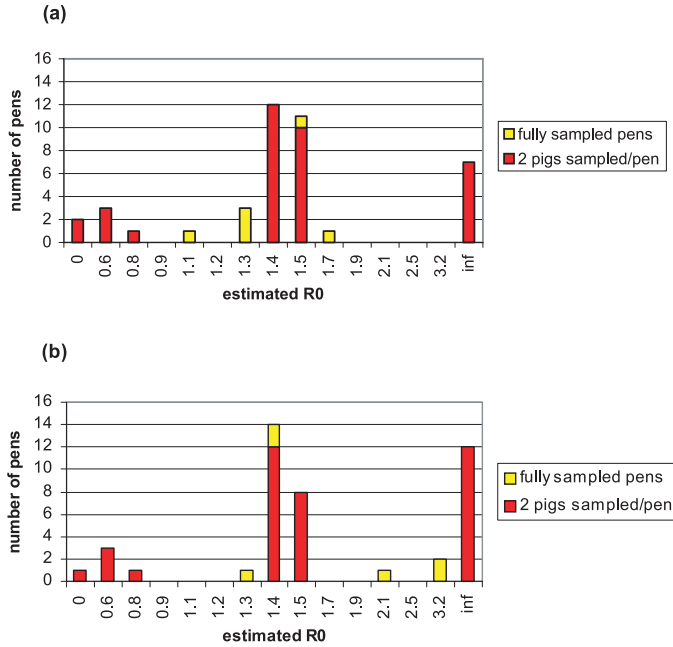 (a)
16
14
12
10
8
6
4
2
0
number of pens
0 0.6 0.8 0.9 1.1 1.2 1.3 1.4 1.5 1.7 1.9 2.1 2.5 3.2 inf
estimated R0
fully sampled pens
2 pigs sampled/pen
(b)
16
14
12
10
8
6
4
2
0
number of pens
0 0.6 0.8 0.9 1.1 1.2 1.3 1.4 1.5 1.7 1.9 2.1 2.5 3.2 inf
estimated R0
fully sampled pens
2 pigs sampled/pen